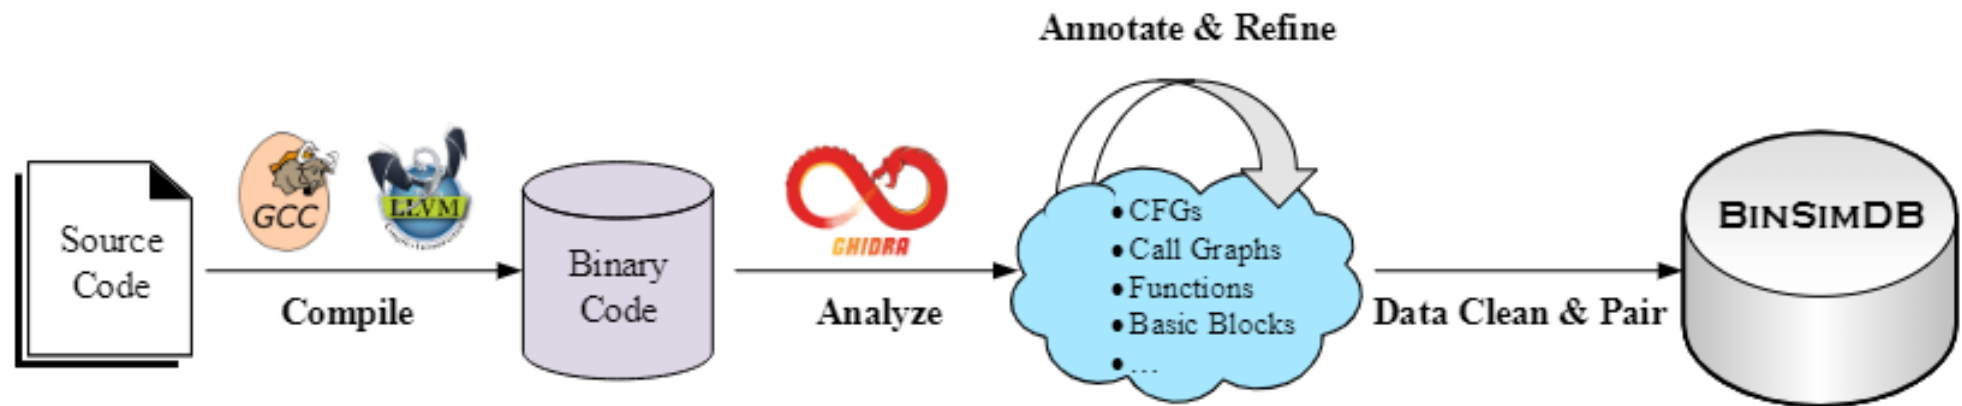 Annotate & Refine
Source
Code
GCC
LLVM
Compile
Binary
Code
GHIDRA
Analyze
• CFGs
• Call Graphs
• Functions
• Basic Blocks
• ...
Data Clean & Pair
BINSIMDB